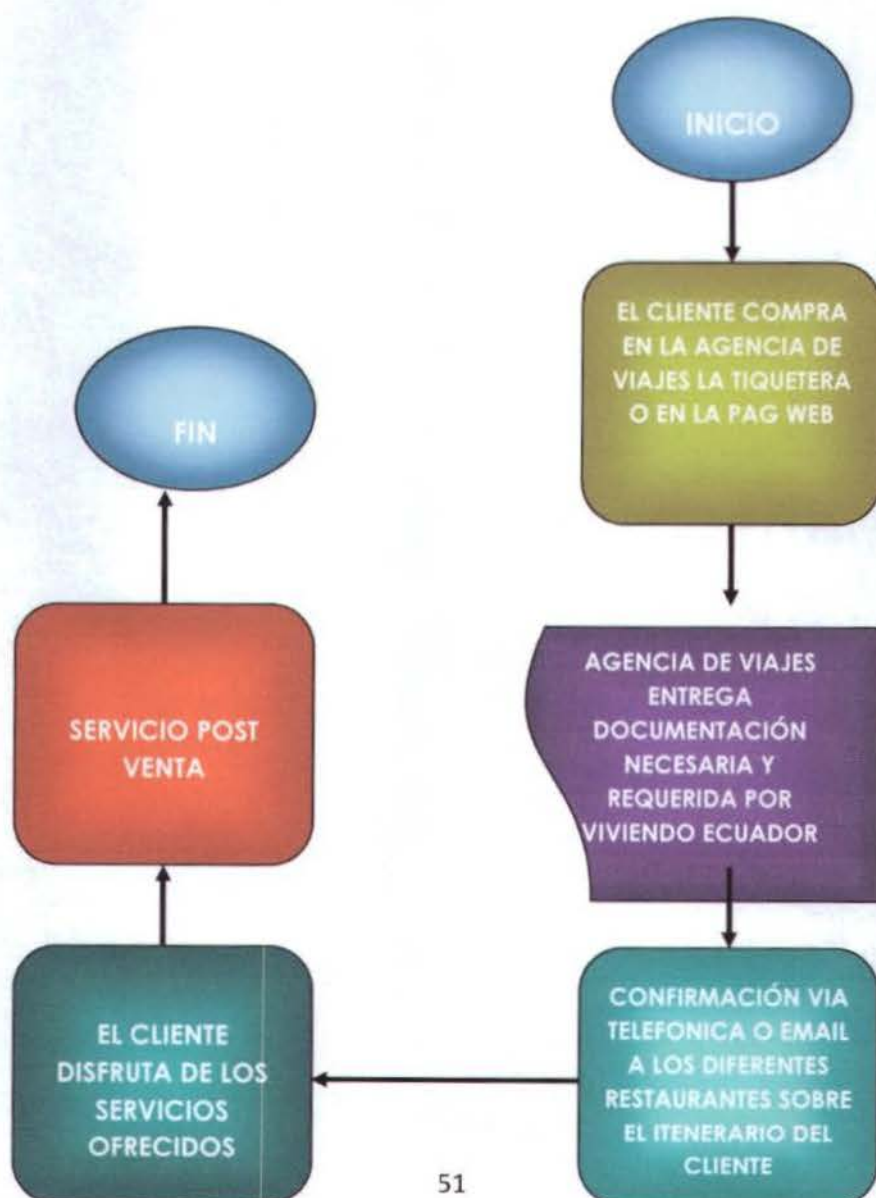 INICIO
EL CLIENTE COMPRA
EN LA AGENCIA DE
VIAJES LA TIQUETERA
O EN LA PAG WEB
AGENCIA DE VIAJES
ENTREGA
DOCUMENTACIÓN
NECESARIA Y
REQUERIDA POR
VIVIENDO ECUADOR
CONFIRMACIÓN VIA
TELEFONICA O EMAIL
A LOS DIFERENTES
RESTAURANTES SOBRE
EL ITENERARIO DEL
CLIENTE
EL CLIENTE
DISFRUTA DE LOS
SERVICIOS
OFRECIDOS
SERVICIO POST
VENTA
FIN
51